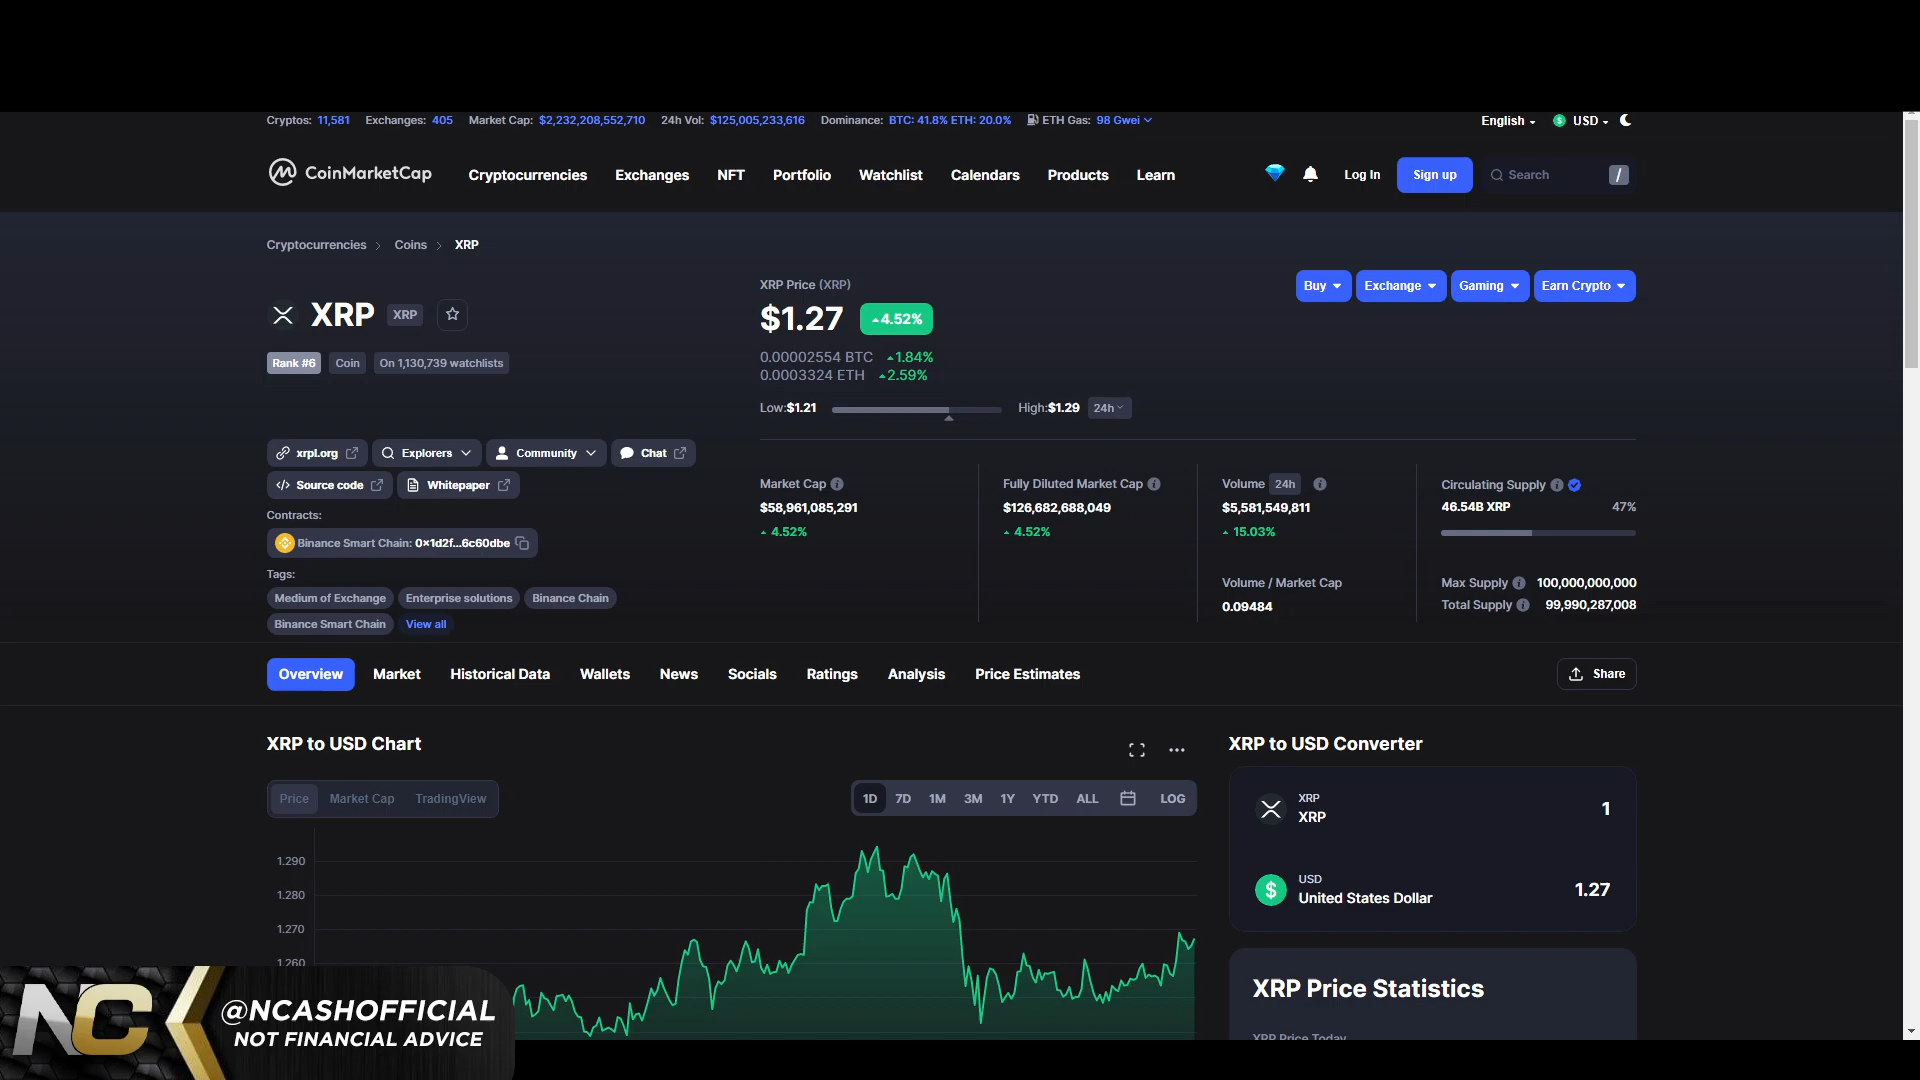 Cryptos: 11,581 Exchanges: 405 Market Cap: $2,232,208,552,710 24h Vol: $125,005,233,616 Dominance: BTC: 41.8% ETH: 20.0% ETH Gas: 98 Gwei English USD
CoinMarketCap Cryptocurrencies Exchanges NFT Portfolio Watchlist Calendars Products Learn Log In Sign up Search /
Cryptocurrencies > Coins > XRP
XRP XRP
Rank #6 Coin On 1,130,739 watchlists
xrpl.org Explorers Community Chat
Source code Whitepaper
Contracts:
Binance Smart Chain: 0x1d2f...6c60dbe
Tags:
Medium of Exchange Enterprise solutions Binance Chain
Binance Smart Chain View all
XRP Price (XRP)
$1.27 4.52%
0.00002554 BTC 1.84%
0.0003324 ETH 2.59%
Low:$1.21 High:$1.29 24h
Buy Exchange Gaming Earn Crypto
Market Cap
$58,961,085,291
4.52%
Fully Diluted Market Cap
$126,682,688,049
4.52%
Volume 24h
$5,581,549,811
15.03%
Volume / Market Cap
0.09484
Circulating Supply
46.54B XRP 47%
Max Supply 100,000,000,000
Total Supply 99,990,287,008
Overview Market Historical Data Wallets News Socials Ratings Analysis Price Estimates Share
XRP to USD Chart
Price Market Cap TradingView 1D 7D 1M 3M 1Y YTD ALL LOG
1.290
1.280
1.270
1.260
XRP to USD Converter
XRP
XRP 1
USD
United States Dollar 1.27
$
XRP Price Statistics
XRP Price Today
NC @NCASHOFFICIAL
NOT FINANCIAL ADVICE